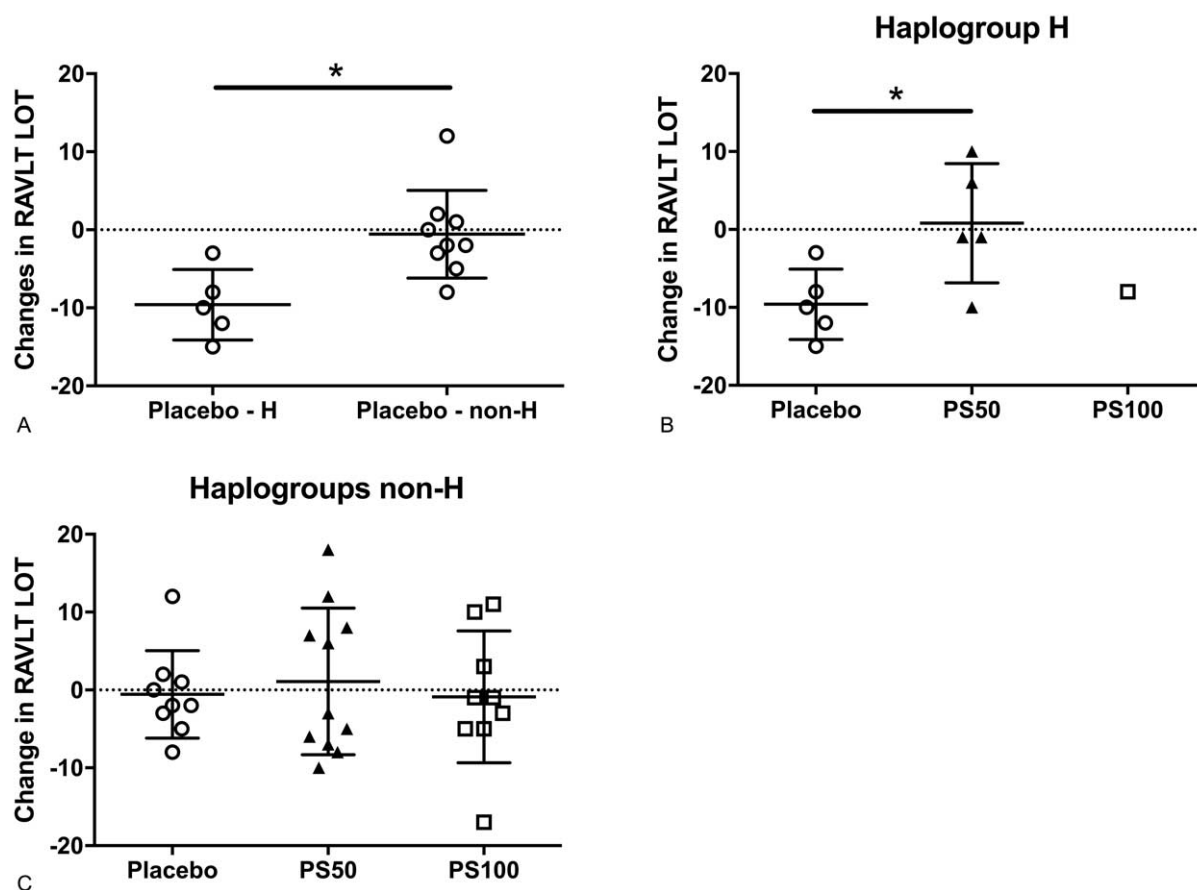 *
20
10
0
-10
-20
Changes in RAVLT LOT
Placebo - H
Placebo - non-H
A
Haplogroup H
*
20
10
0
-10
-20
Change in RAVLT LOT
Placebo
PS50
PS100
B
Haplogroups non-H
20
10
0
-10
-20
Change in RAVLT LOT
Placebo
PS50
PS100
C